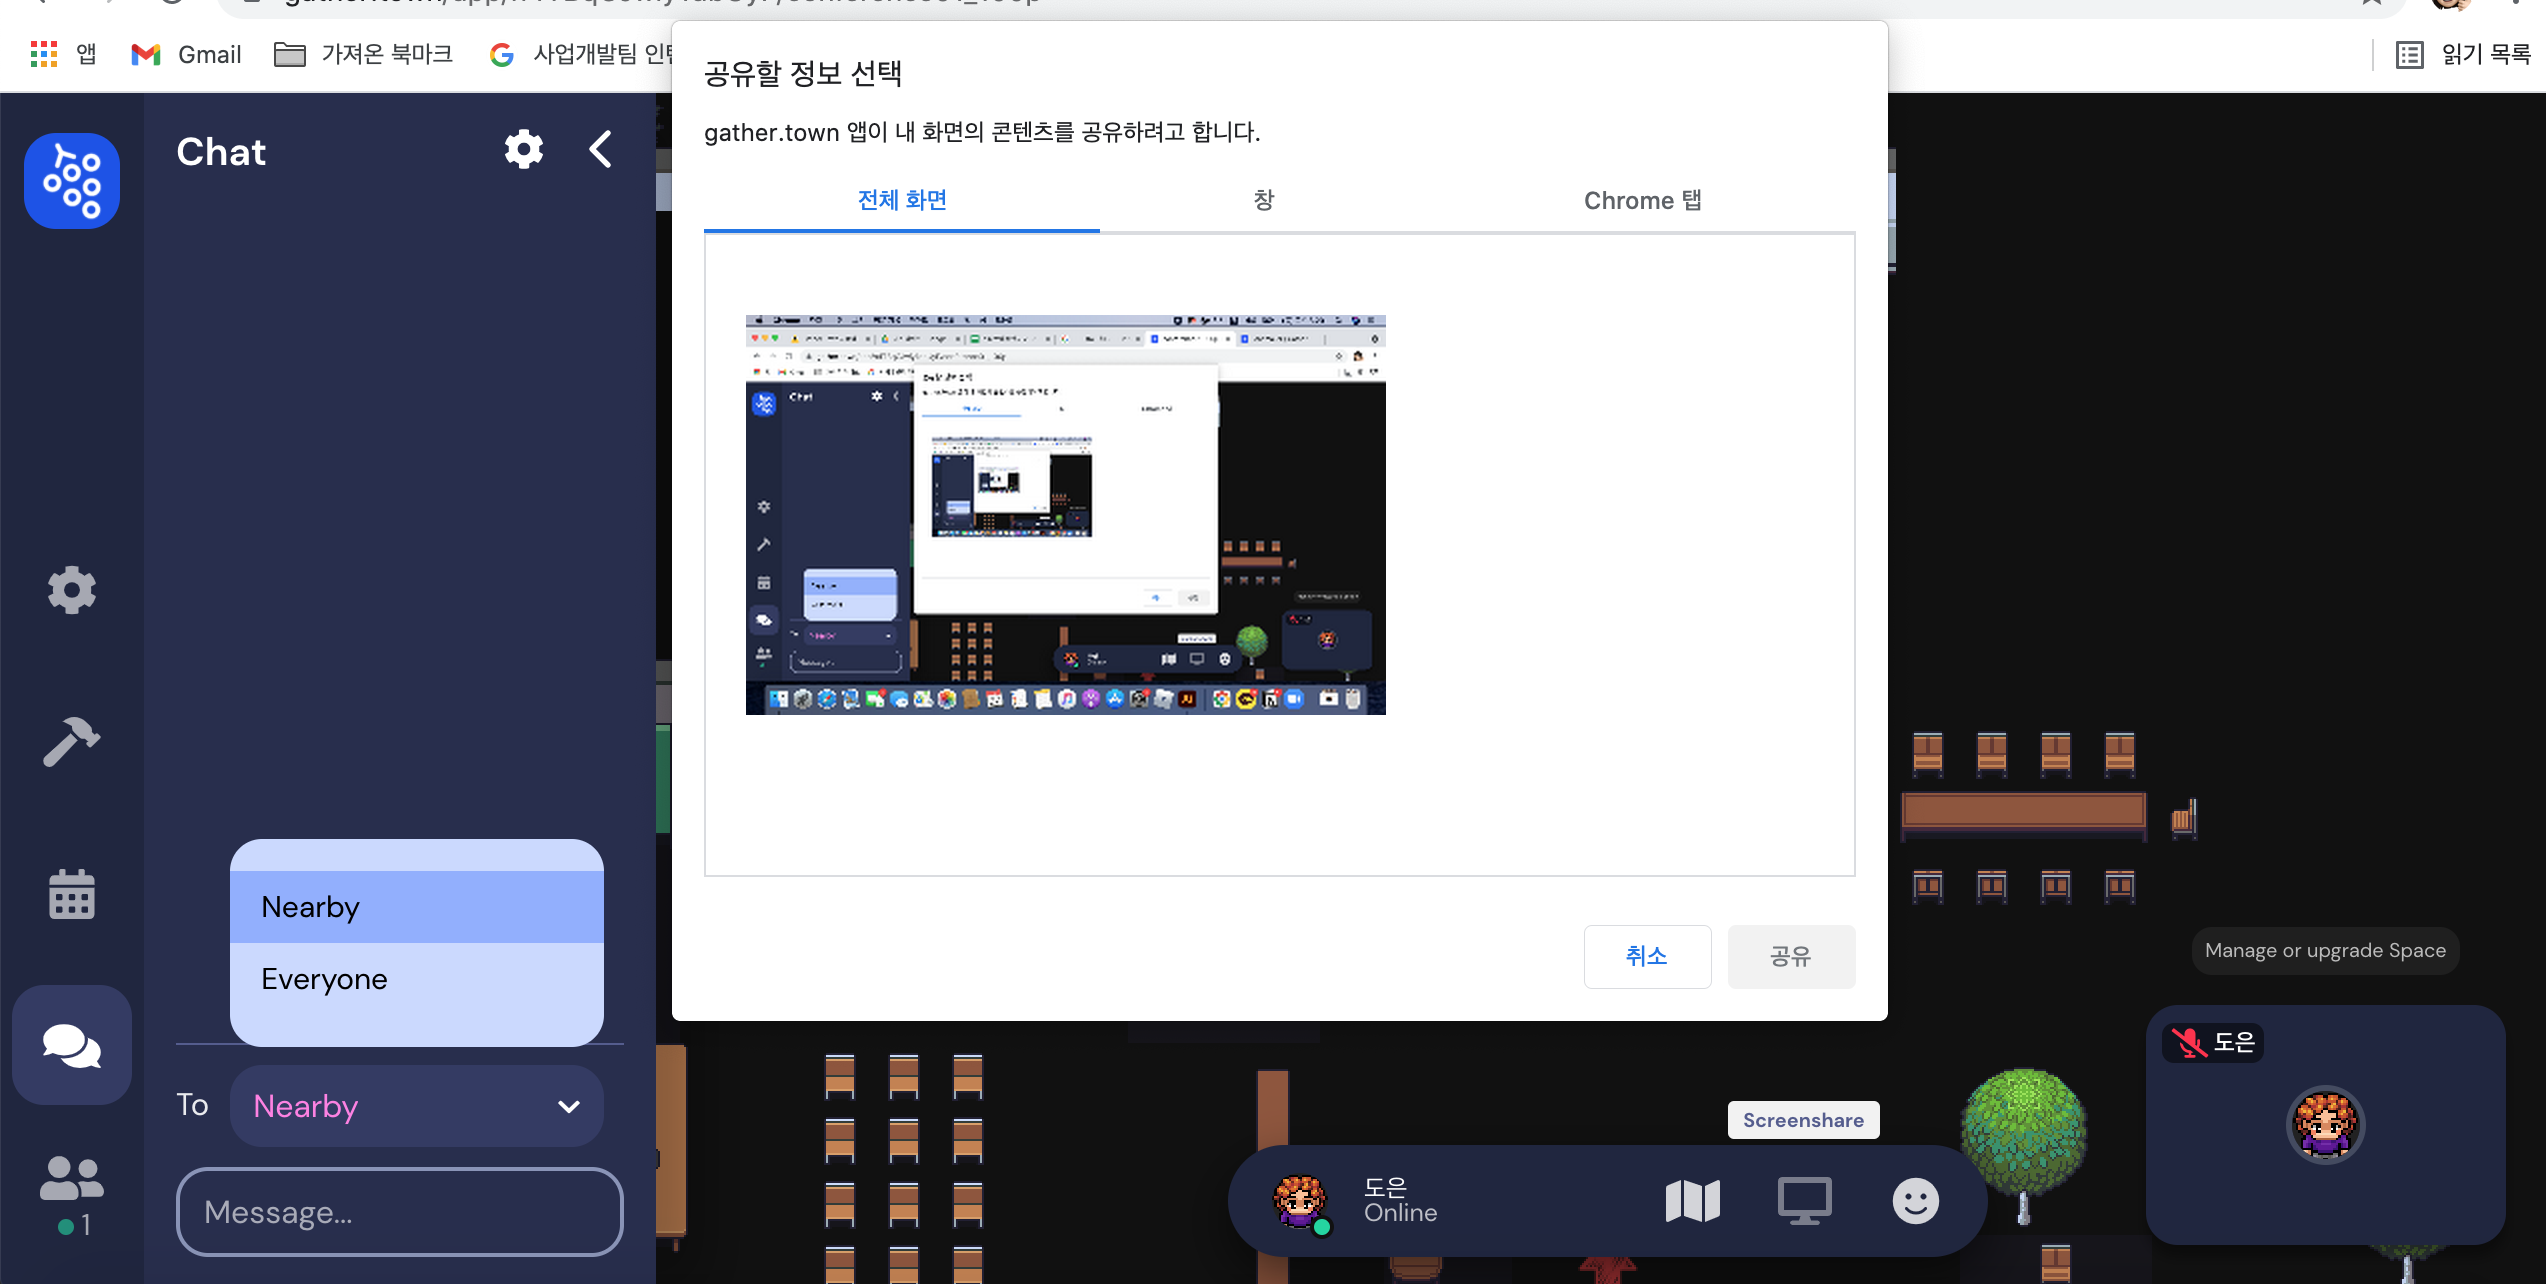 앱
Gmail
가져온 북마크
사업개발팀
읽기 목록
공유할 정보 선택
gather.town 앱이 내 화면의 콘텐츠를 공유하려고 합니다.
전체 화면
창
Chrome 탭
취소
공유
Chat
Nearby
Everyone
To
Nearby
Message...
1
Manage or upgrade Space
도은
Screenshare
도은
Online